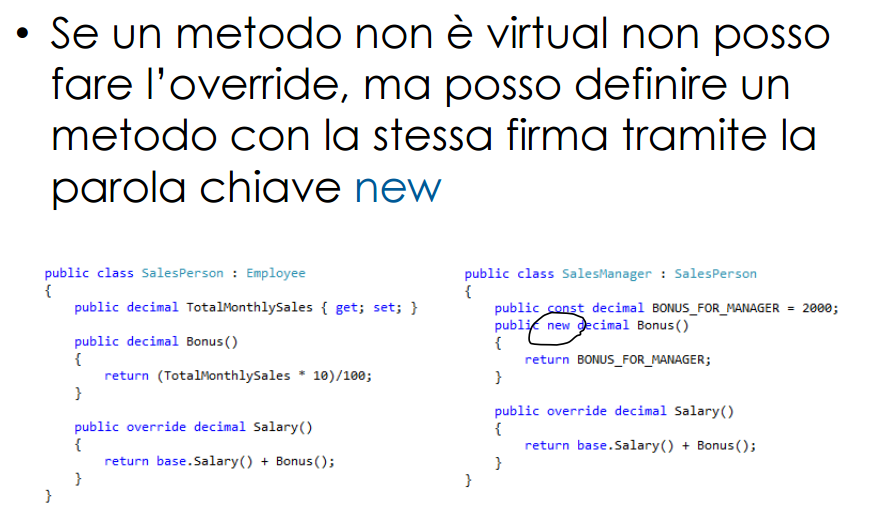 • Se un metodo non è virtual non posso
fare l’override, ma posso definire un
metodo con la stessa firma tramite la
parola chiave new
public class SalesPerson : Employee
{
public decimal TotalMonthlySales { get; set; }
public decimal Bonus()
{
return (TotalMonthlySales * 10)/100;
}
public override decimal Salary()
{
return base.Salary() + Bonus();
}
}
public class SalesManager : SalesPerson
{
public const decimal BONUS_FOR_MANAGER = 2000;
public new decimal Bonus()
{
return BONUS_FOR_MANAGER;
}
public override decimal Salary()
{
return base.Salary() + Bonus();
}
}